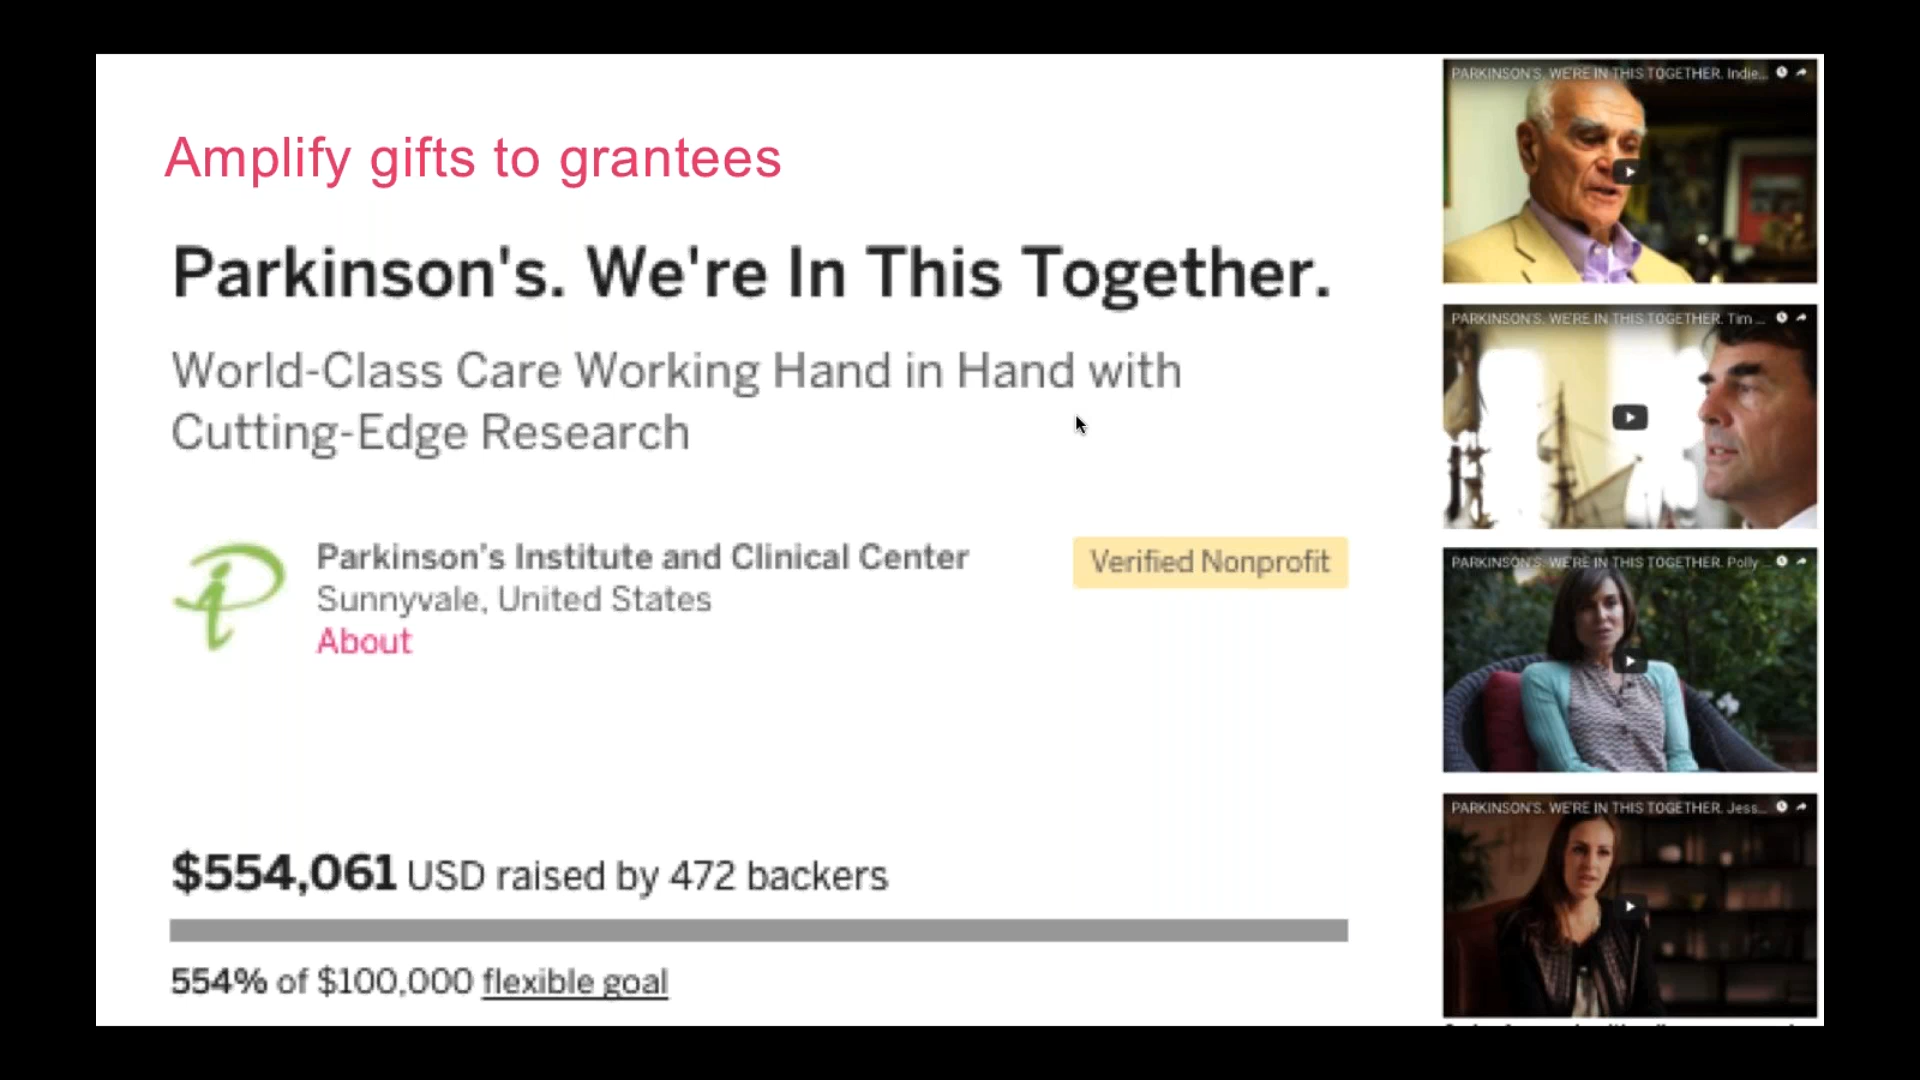 Amplify gifts to grantees
Parkinson's. We're In This Together.
World-Class Care Working Hand in Hand with
Cutting-Edge Research
Parkinson's Institute and Clinical Center
Verified Nonprofit
Sunnyvale, United States
About
$554,061 USD raised by 472 backers
554% of $100,000 flexible goal
PARKINSON'S. WE'RE IN THIS TOGETHER. Indie...
PARKINSON'S. WE'RE IN THIS TOGETHER. Tim ...
PARKINSON'S. WE'RE IN THIS TOGETHER. Polly ...
PARKINSON'S. WE'RE IN THIS TOGETHER. Jess...